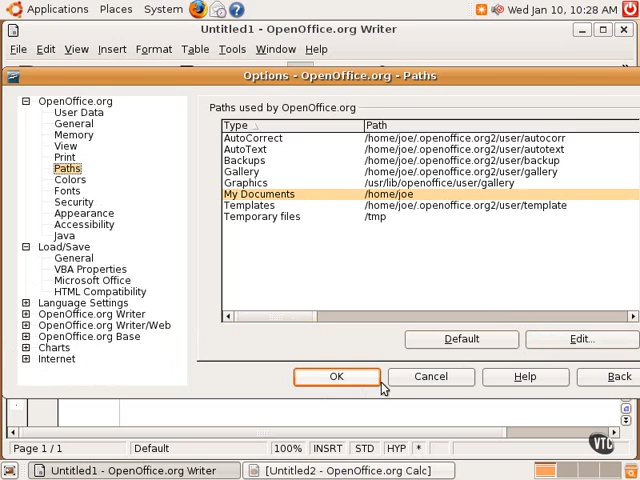 Applications Places System Wed Jan 10, 10:28 AM
Untitled1 - OpenOffice.org Writer
File Edit View Insert Format Table Tools Window Help
Options - OpenOffice.org - Paths
OpenOffice.org
User Data
General
Memory
View
Print
Paths
Colors
Fonts
Security
Appearance
Accessibility
Java
Load/Save
General
VBA Properties
Microsoft Office
HTML Compatibility
Language Settings
OpenOffice.org Writer
OpenOffice.org Writer/Web
OpenOffice.org Base
Charts
Internet
Paths used by OpenOffice.org
Type Path
AutoCorrect /home/joe/.openoffice.org2/user/autocorr
AutoText /home/joe/.openoffice.org2/user/autotext
Backups /home/joe/.openoffice.org2/user/backup
Gallery /home/joe/.openoffice.org2/user/gallery
Graphics /usr/lib/openoffice/user/gallery
My Documents /home/joe
Templates /home/joe/.openoffice.org2/user/template
Temporary files /tmp
Default Edit...
OK Cancel Help Back
Page 1 / 1 Default 100% INSRT STD HYP *
VTC
Untitled1 - OpenOffice.org Writer [Untitled2 - OpenOffice.org Calc]